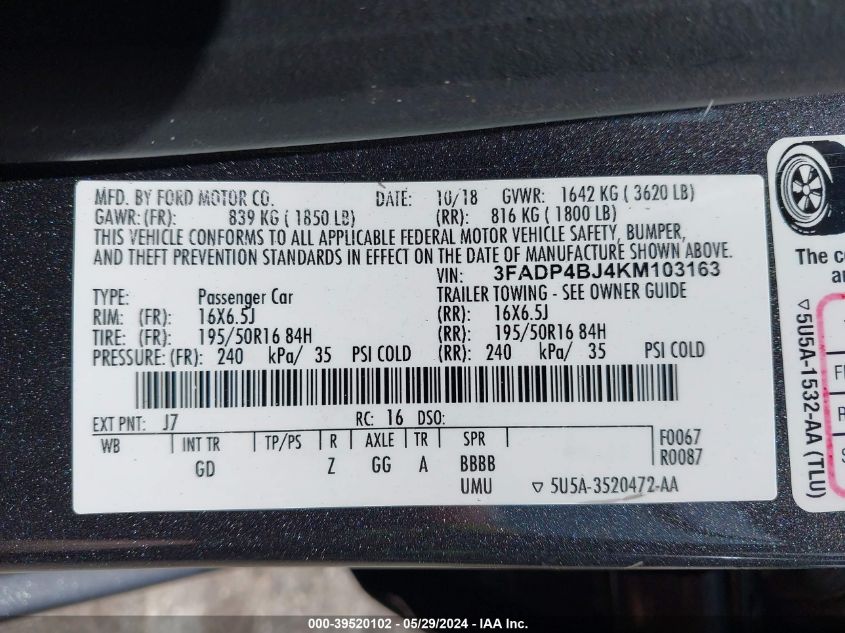 MFD. BY FORD MOTOR CO. DATE: 10/18 GVWR: 1642 KG ( 3620 LB)
GAWR: (FR): 839 KG ( 1850 LB) (RR): 816 KG ( 1800 LB)
THIS VEHICLE CONFORMS TO ALL APPLICABLE FEDERAL MOTOR VEHICLE SAFETY, BUMPER,
AND THEFT PREVENTION STANDARDS IN EFFECT ON THE DATE OF MANUFACTURE SHOWN ABOVE.
VIN: 3FADP4BJ4KM103163
TYPE: Passenger Car TRAILER TOWING - SEE OWNER GUIDE
RIM: (FR): 16X6.5J (RR): 16X6.5J
TIRE: (FR): 195/50R16 84H (RR): 195/50R16 84H
PRESSURE: (FR): 240 kPa/ 35 PSI COLD (RR): 240 kPa/ 35 PSI COLD
EXT PNT: J7 RC: 16 DSO:
WB INT TR TP/PS R AXLE TR SPR F0067
GD Z GG A BBBB R0087
UMU ▽ 5U5A-3520472-AA
The co
an
▽ 5U5A-1532-AA (TLU)
F
R
S
000-39520102 - 05/29/2024 - IAA Inc.